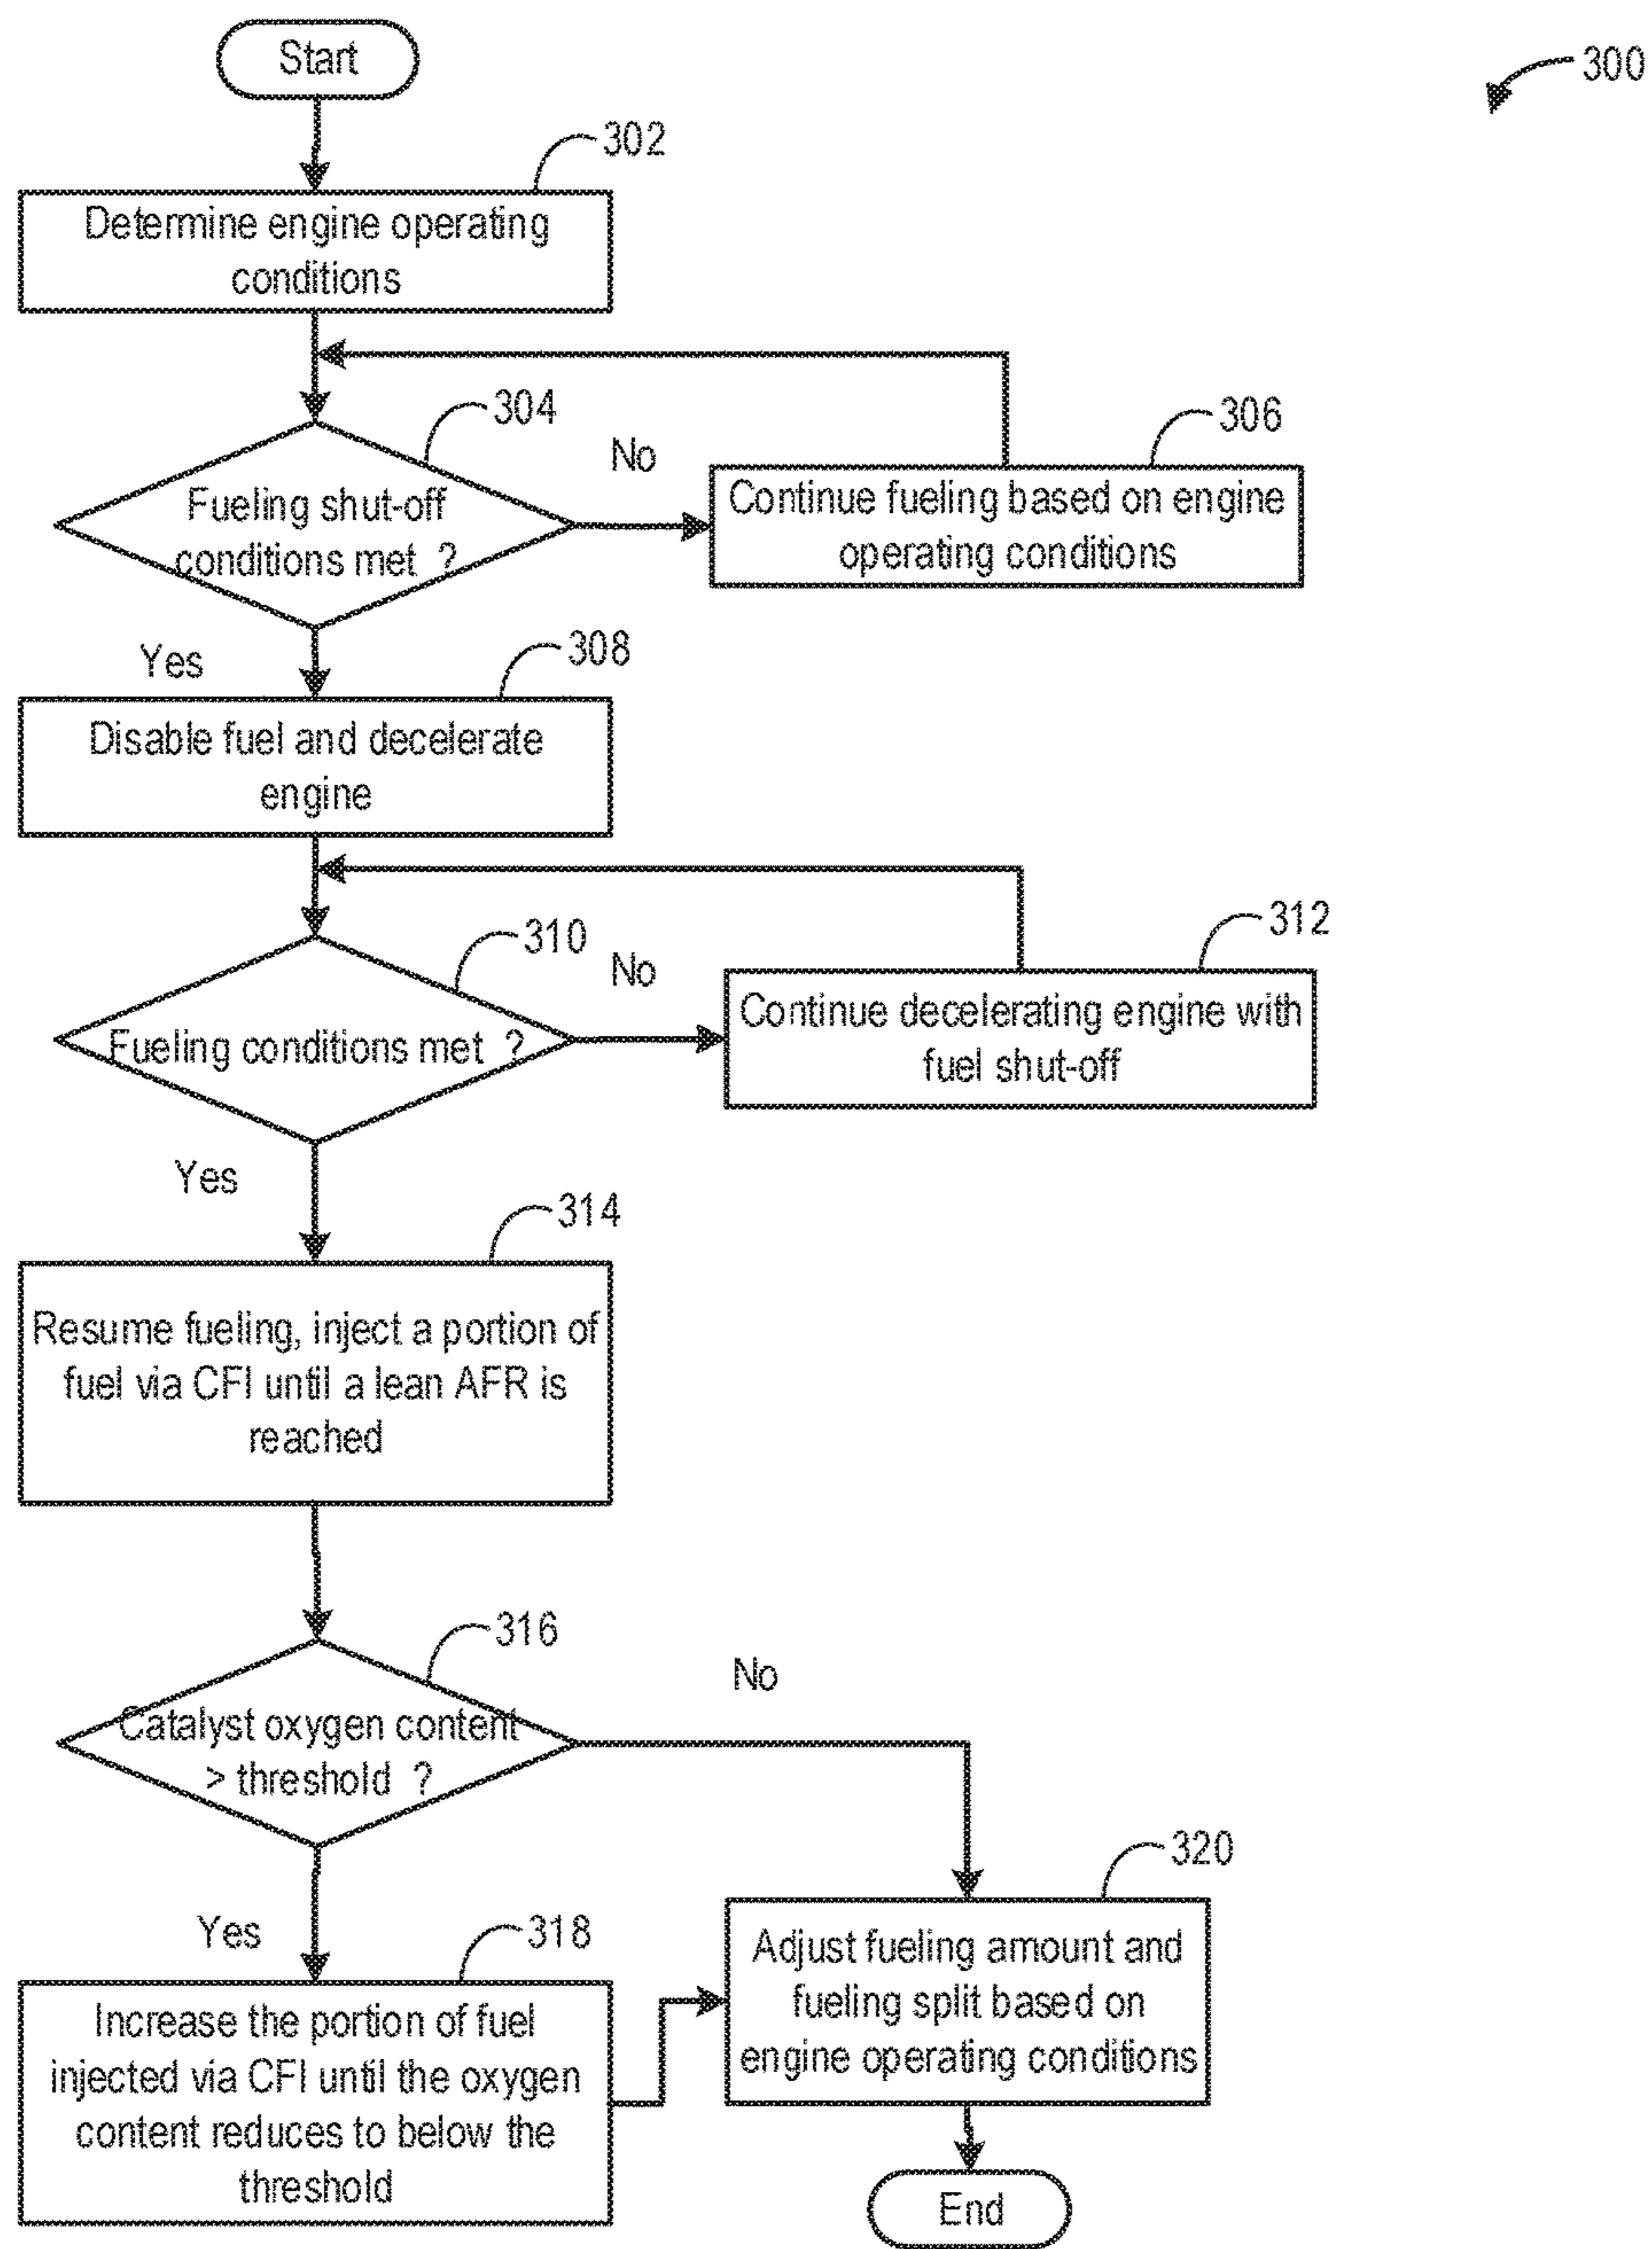 Start
300
302
Determine engine operating
conditions
304
Fueling shut-off
conditions met ?
No
306
Continue fueling based on engine
operating conditions
Yes
308
Disable fuel and decelerate
engine
310
Fueling conditions met ?
No
312
Continue decelerating engine with
fuel shut-off
Yes
314
Resume fueling, inject a portion of
fuel via CFI until a lean AFR is
reached
316
Catalyst oxygen content
> threshold ?
No
320
Adjust fueling amount and
fueling split based on
engine operating conditions
Yes
318
Increase the portion of fuel
injected via CFI until the oxygen
content reduces to below the
threshold
End